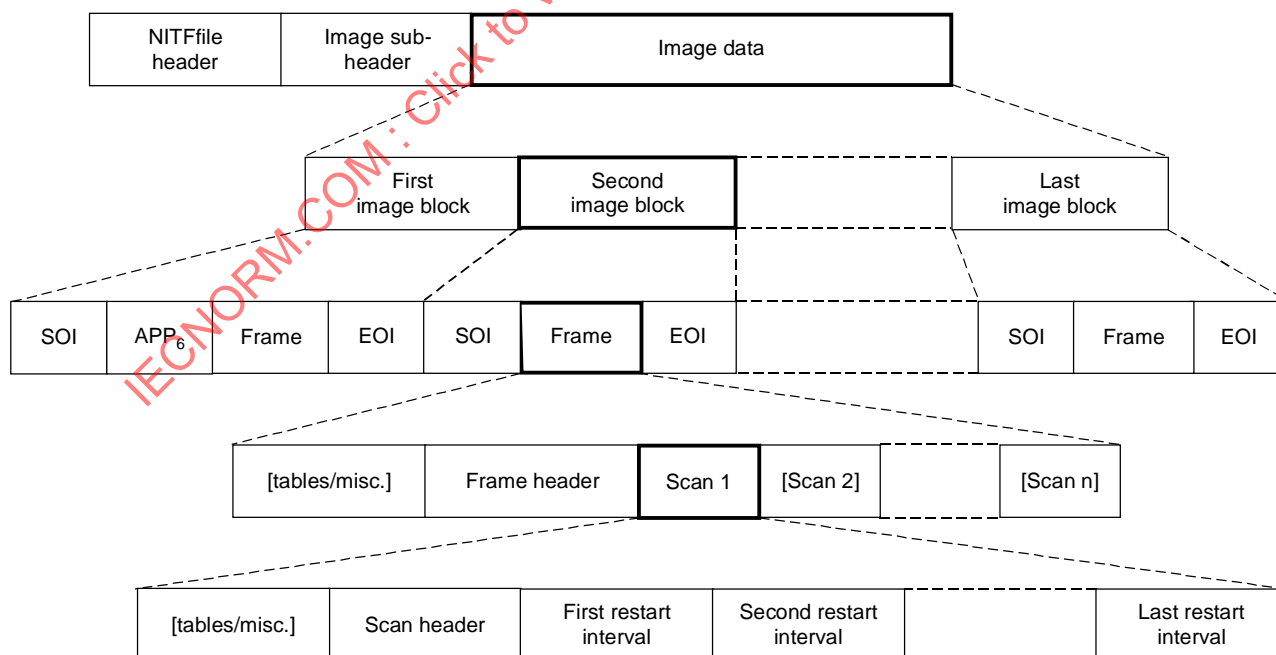 NITFfile
header
Image sub-
header
Image data
First
image block
Second
image block
Last
image block
SOI
APP6
Frame
EOI
SOI
Frame
EOI
SOI
Frame
EOI
[tables/misc.]
Frame header
Scan 1
[Scan 2]
[Scan n]
[tables/misc.]
Scan header
First restart
interval
Second restart
interval
Last restart
interval
IECNORM.COM : Click to